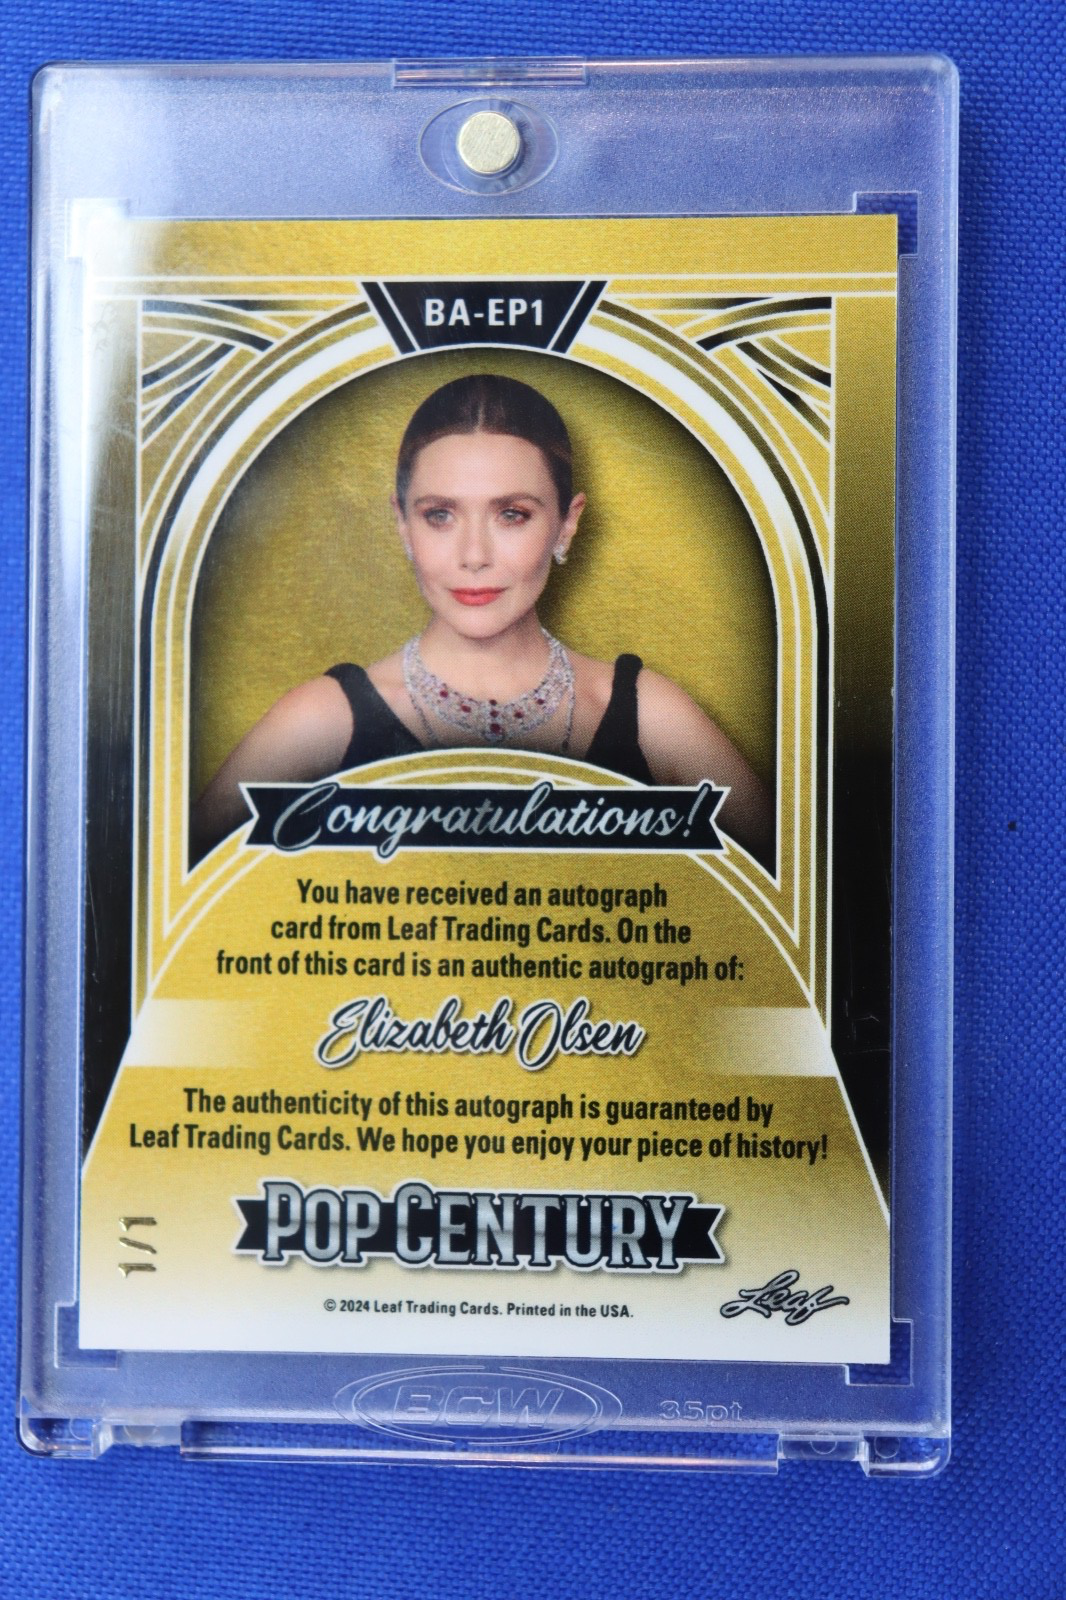 BA-EP1
Congratulations!
You have received an autograph
card from Leaf Trading Cards. On the
front of this card is an authentic autograph of:
Elizabeth Olsen
The authenticity of this autograph is guaranteed by
Leaf Trading Cards. We hope you enjoy your piece of history!
POP CENTURY
1/1
© 2024 Leaf Trading Cards. Printed in the USA.
Leaf
BCW
35pt